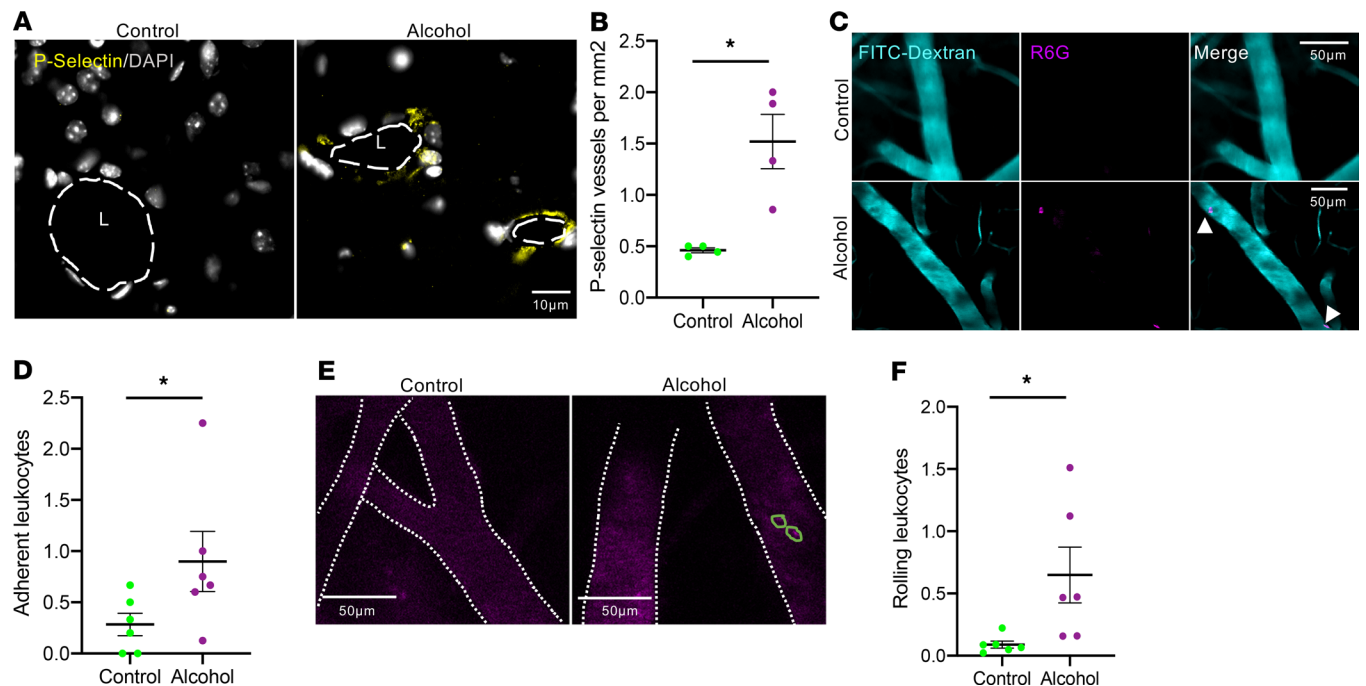 A
Control
Alcohol
P-Selectin/DAPI
L
L
10µm
B
P-selectin vessels per mm2
2.5
2.0
1.5
1.0
0.5
0.0
*
Control Alcohol
C
FITC-Dextran
R6G
Merge
50µm
Control
50µm
Alcohol
D
Adherent leukocytes
2.5
2.0
1.5
1.0
0.5
0.0
*
Control Alcohol
E
Control
Alcohol
50µm
50µm
F
Rolling leukocytes
2.0
1.5
1.0
0.5
0.0
*
Control Alcohol